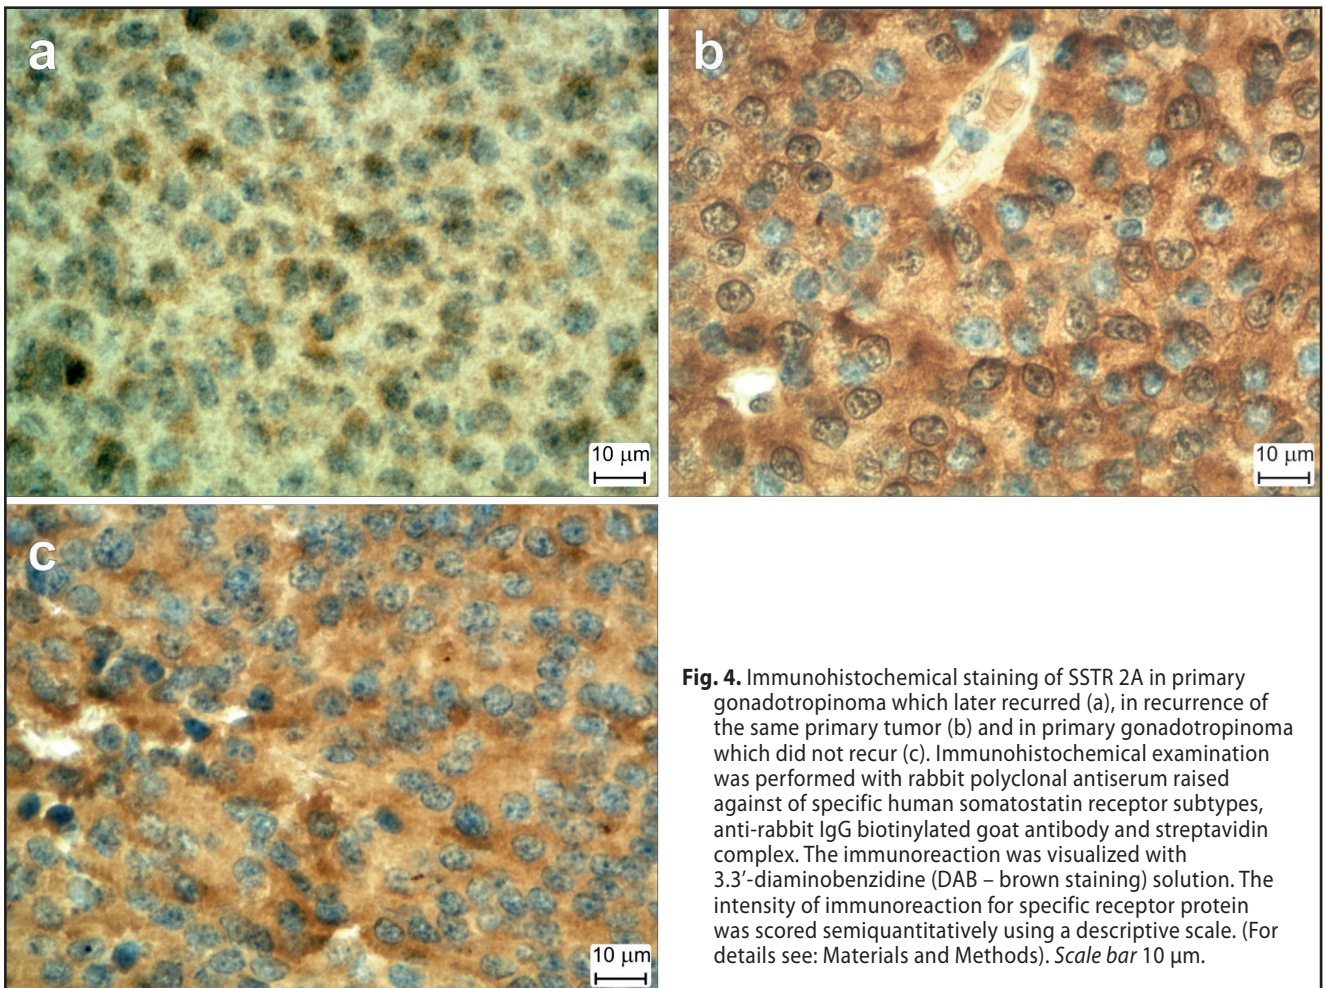 a
b
10 μm
10 μm
c
10 μm
Fig. 4. Immunohistochemical staining of SSTR 2A in primary
gonadotropinoma which later recurred (a), in recurrence of
the same primary tumor (b) and in primary gonadotropinoma
which did not recur (c). Immunohistochemical examination
was performed with rabbit polyclonal antiserum raised
against of specific human somatostatin receptor subtypes,
anti-rabbit IgG biotinylated goat antibody and streptavidin
complex. The immunoreaction was visualized with
3.3’-diaminobenzidine (DAB – brown staining) solution. The
intensity of immunoreaction for specific receptor protein
was scored semiquantitatively using a descriptive scale. (For
details see: Materials and Methods). Scale bar 10 μm.